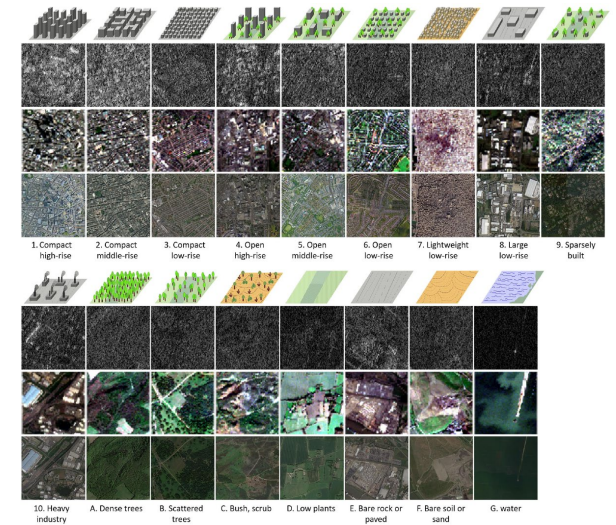 1. Compact 2. Compact 3. Compact 4. Open 5. Open 6. Open 7. Lightweight 8. Large 9. Sparsely
high-rise middle-rise low-rise high-rise middle-rise low-rise low-rise low-rise built
10. Heavy A. Dense trees B. Scattered C. Bush, scrub D. Low plants E. Bare rock or F. Bare soil or G. water
industry trees paved sand